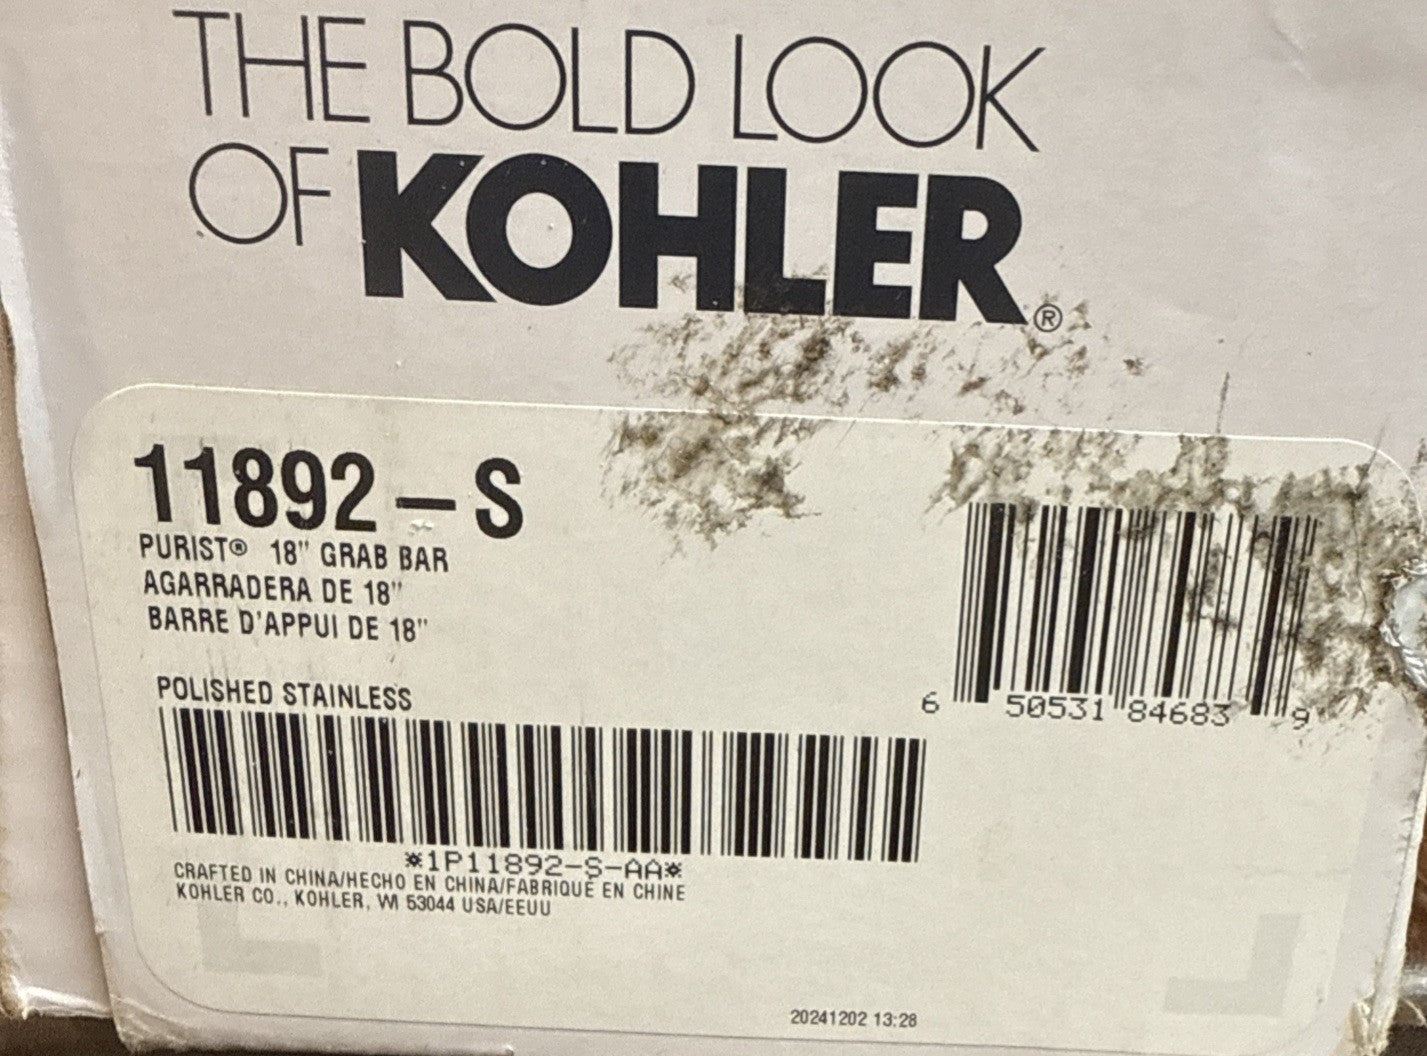 THE BOLD LOOK
OF KOHLER®
11892-S
PURIST® 18" GRAB BAR
AGARRADERA DE 18"
BARRE D'APPUI DE 18"
POLISHED STAINLESS
6 50531 84683 9
*1P11892-S-AA*
CRAFTED IN CHINA/HECHO EN CHINA/FABRIQUÉ EN CHINE
KOHLER CO., KOHLER, WI 53044 USA/EEUU
20241202 13:28